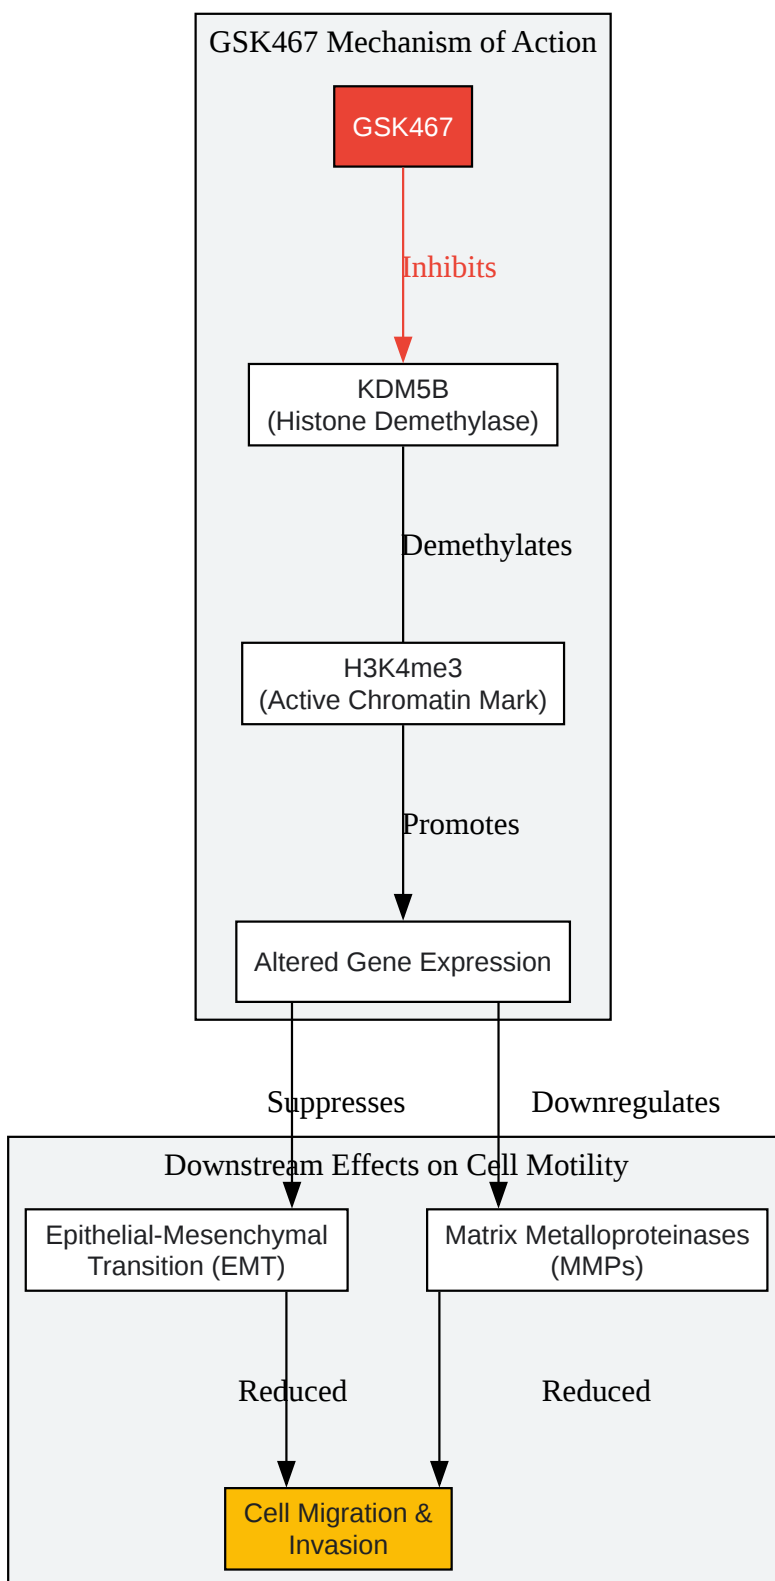 GSK467 Mechanism of Action
GSK467
Inhibits
KDM5B
(Histone Demethylase)
Demethylates
H3K4me3
(Active Chromatin Mark)
Promotes
Altered Gene Expression
Suppresses
Downregulates
Downstream Effects on Cell Motility
Epithelial-Mesenchymal
Transition (EMT)
Matrix Metalloproteinases
(MMPs)
Reduced
Reduced
Cell Migration &
Invasion